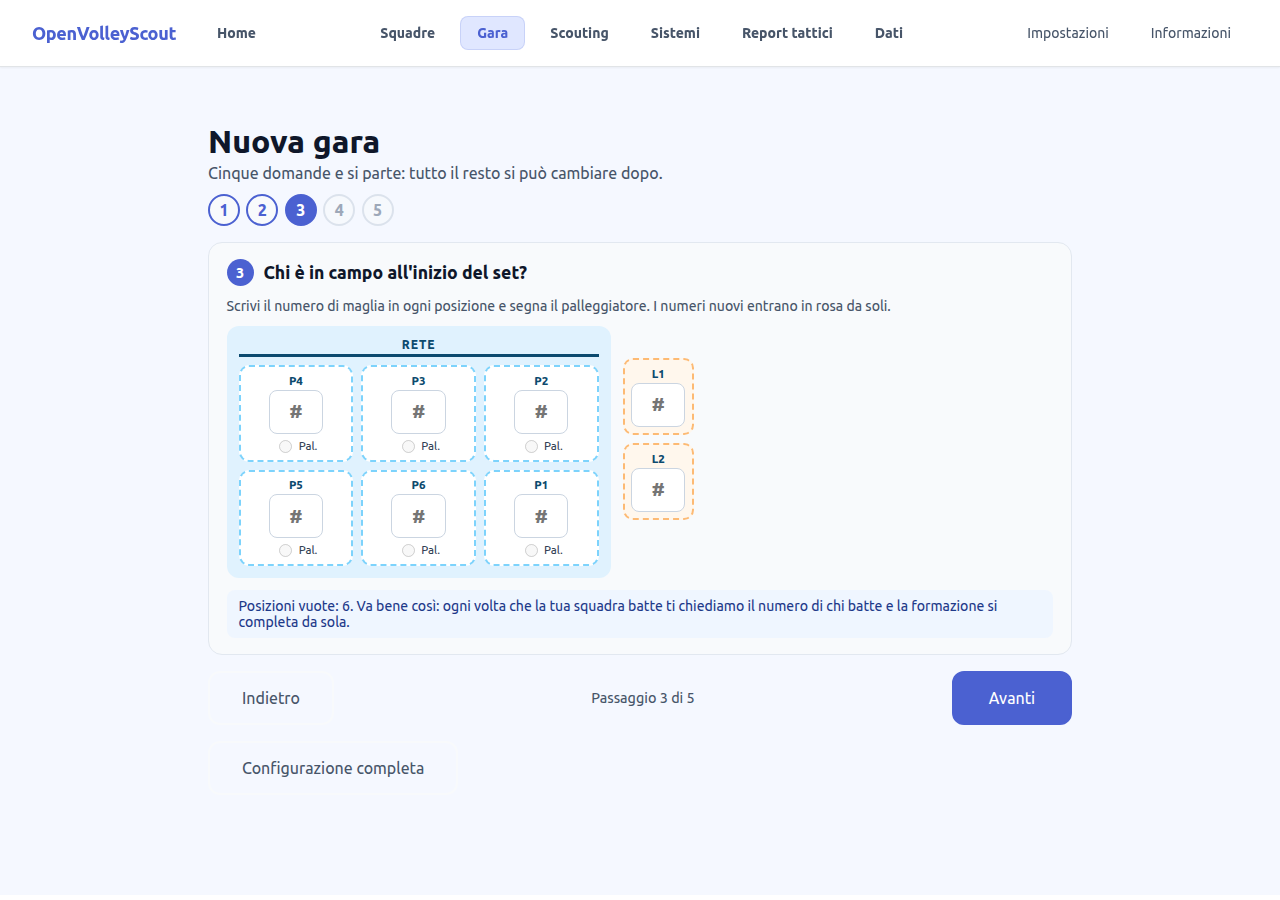 OpenVolleyScout Home Squadre Gara Scouting Sistemi Report tattici Dati Impostazioni Informazioni
Nuova gara
Cinque domande e si parte: tutto il resto si può cambiare dopo.
1 2 3 4 5
3 Chi è in campo all'inizio del set?
Scrivi il numero di maglia in ogni posizione e segna il palleggiatore. I numeri nuovi entrano in rosa da soli.
RETE
P4 P3 P2
# # #
Pal. Pal. Pal.
P5 P6 P1
# # #
Pal. Pal. Pal.
L1
#
L2
#
Posizioni vuote: 6. Va bene così: ogni volta che la tua squadra batte ti chiediamo il numero di chi batte e la formazione si
completa da sola.
Indietro Passaggio 3 di 5 Avanti
Configurazione completa